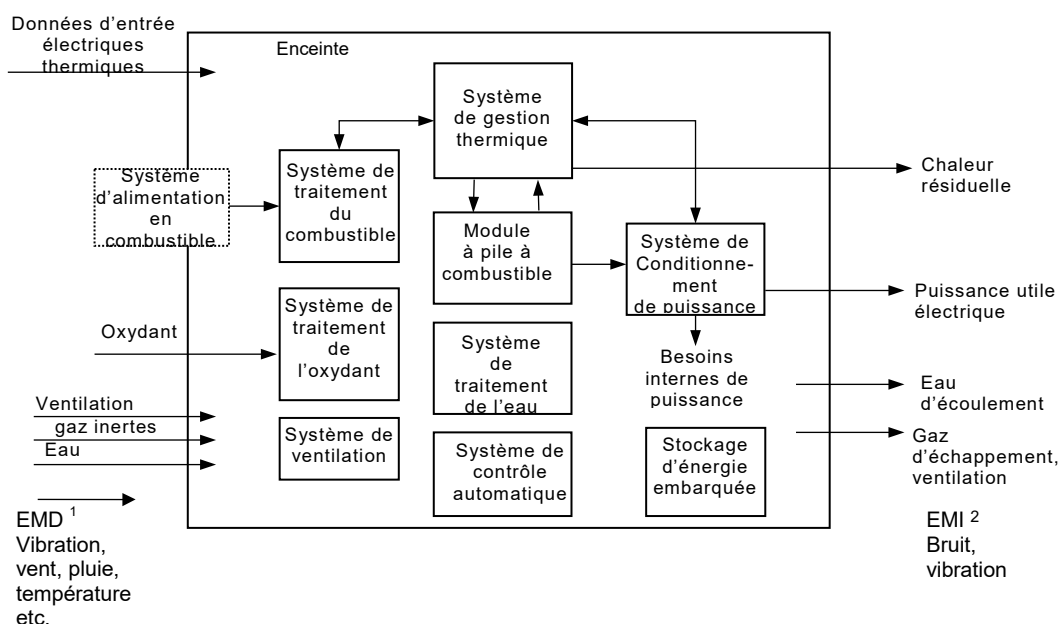 Données d'entrée
électriques
thermiques
Enceinte
Système
de gestion
thermique
Système
d'alimentation
en
combustible
Système de
traitement
du
combustible
Chaleur
résiduelle
Module
à pile à
combustible
Système de
Conditionne-
ment
de puissance
Puissance utile
électrique
Oxydant
Système de
traitement
de
l'oxydant
Système
de
traitement
de l'eau
Besoins
internes de
puissance
Eau
d'écoulement
Ventilation
gaz inertes
Eau
Système de
ventilation
Système de
contrôle
automatique
Stockage
d'énergie
embarquée
Gaz
d'échappement,
ventilation
EMD 1
Vibration,
vent, pluie,
température
etc.
EMI 2
Bruit,
vibration